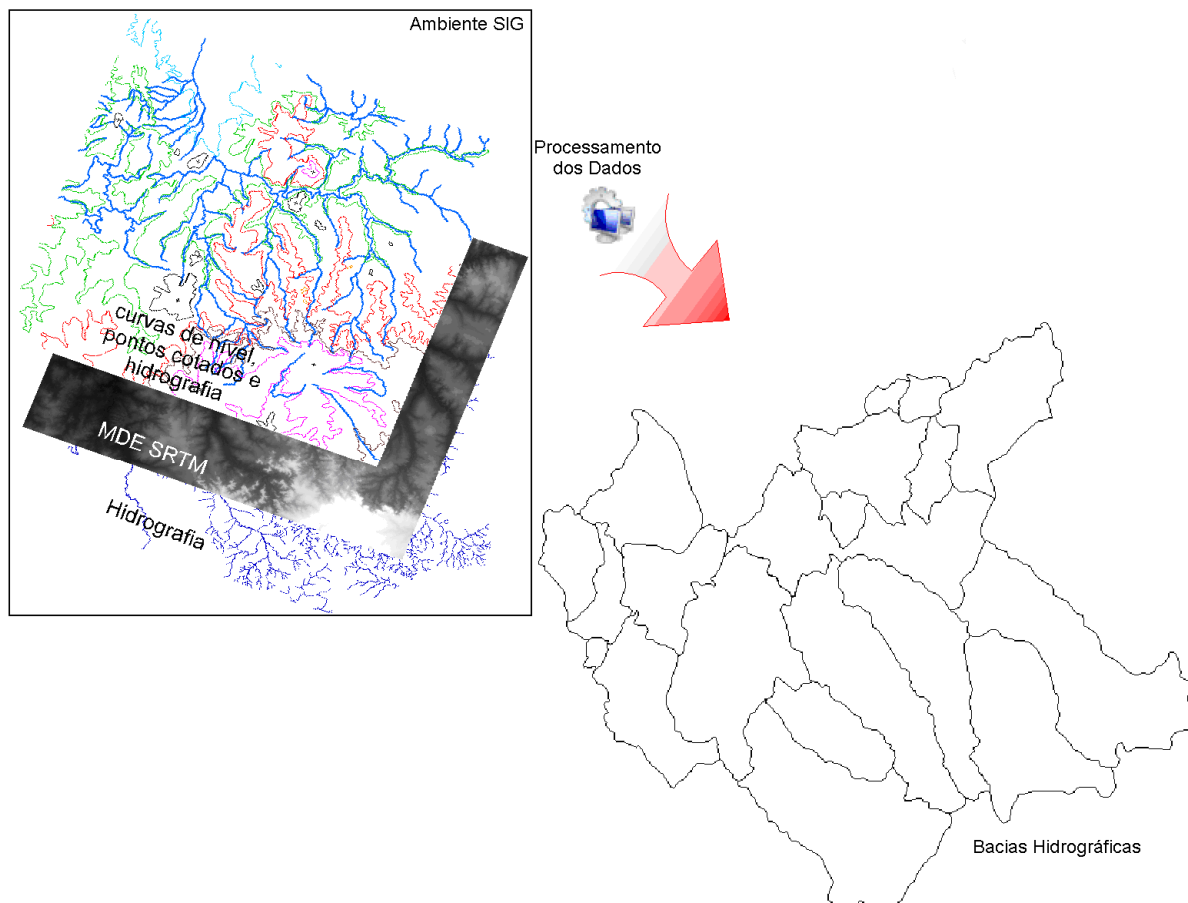 Ambiente SIG
Processamento
dos Dados
curvas de nível,
pontos cotados e
hidrografia
MDE SRTM
Hidrografia
Bacias Hidrográficas